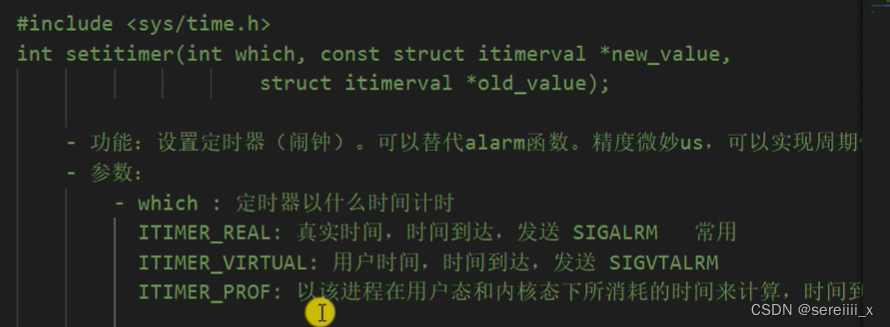 #include <sys/time.h>
int setitimer(int which, const struct itimerval *new_value,
struct itimerval *old_value);
- 功能: 设置定时器(闹钟)。可以替代alarm函数。精度微妙us, 可以实现周期
- 参数:
- which : 定时器以什么时间计时
ITIMER_REAL: 真实时间, 时间到达, 发送 SIGALRM 常用
ITIMER_VIRTUAL: 用户时间, 时间到达, 发送 SIGVTALRM
ITIMER_PROF: 以该进程在用户态和内核态下所消耗的时间来计算, 时间到
CSDN @sereiiii_x